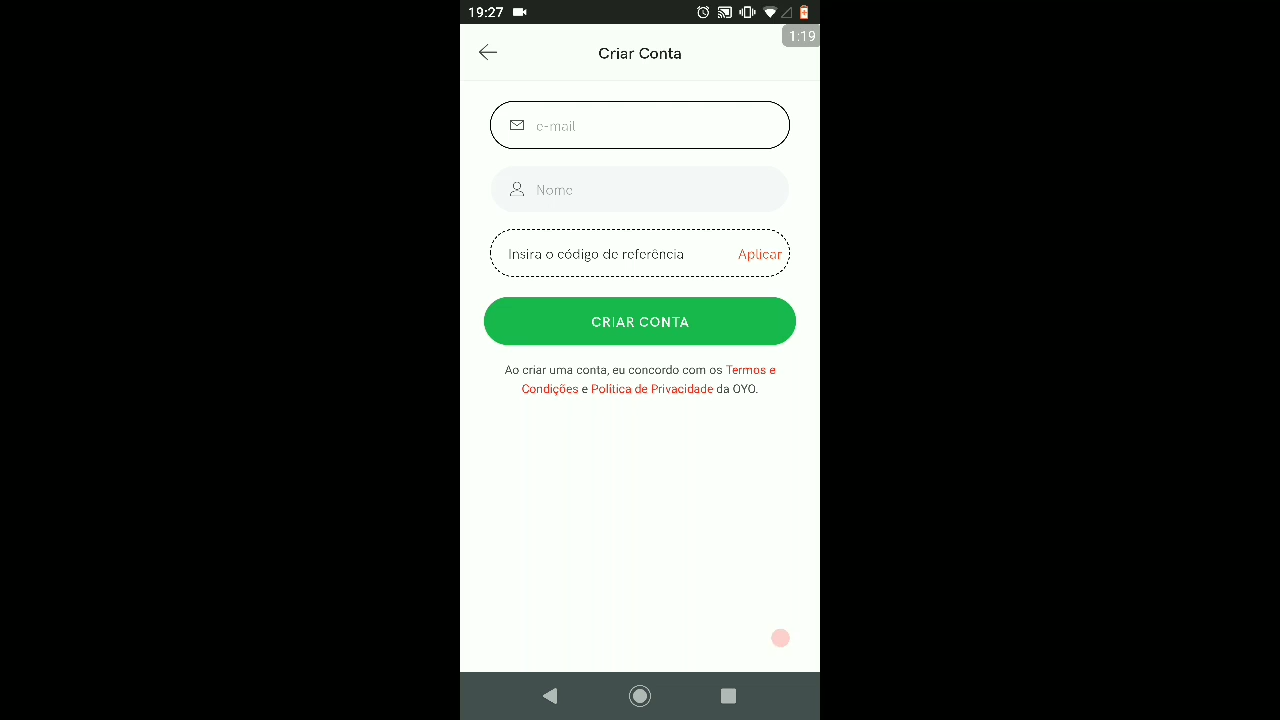 19:27
1:19
Criar Conta
e-mail
Nome
Insira o código de referência Aplicar
CRIAR CONTA
Ao criar uma conta, eu concordo com os Termos e
Condições e Política de Privacidade da OYO.